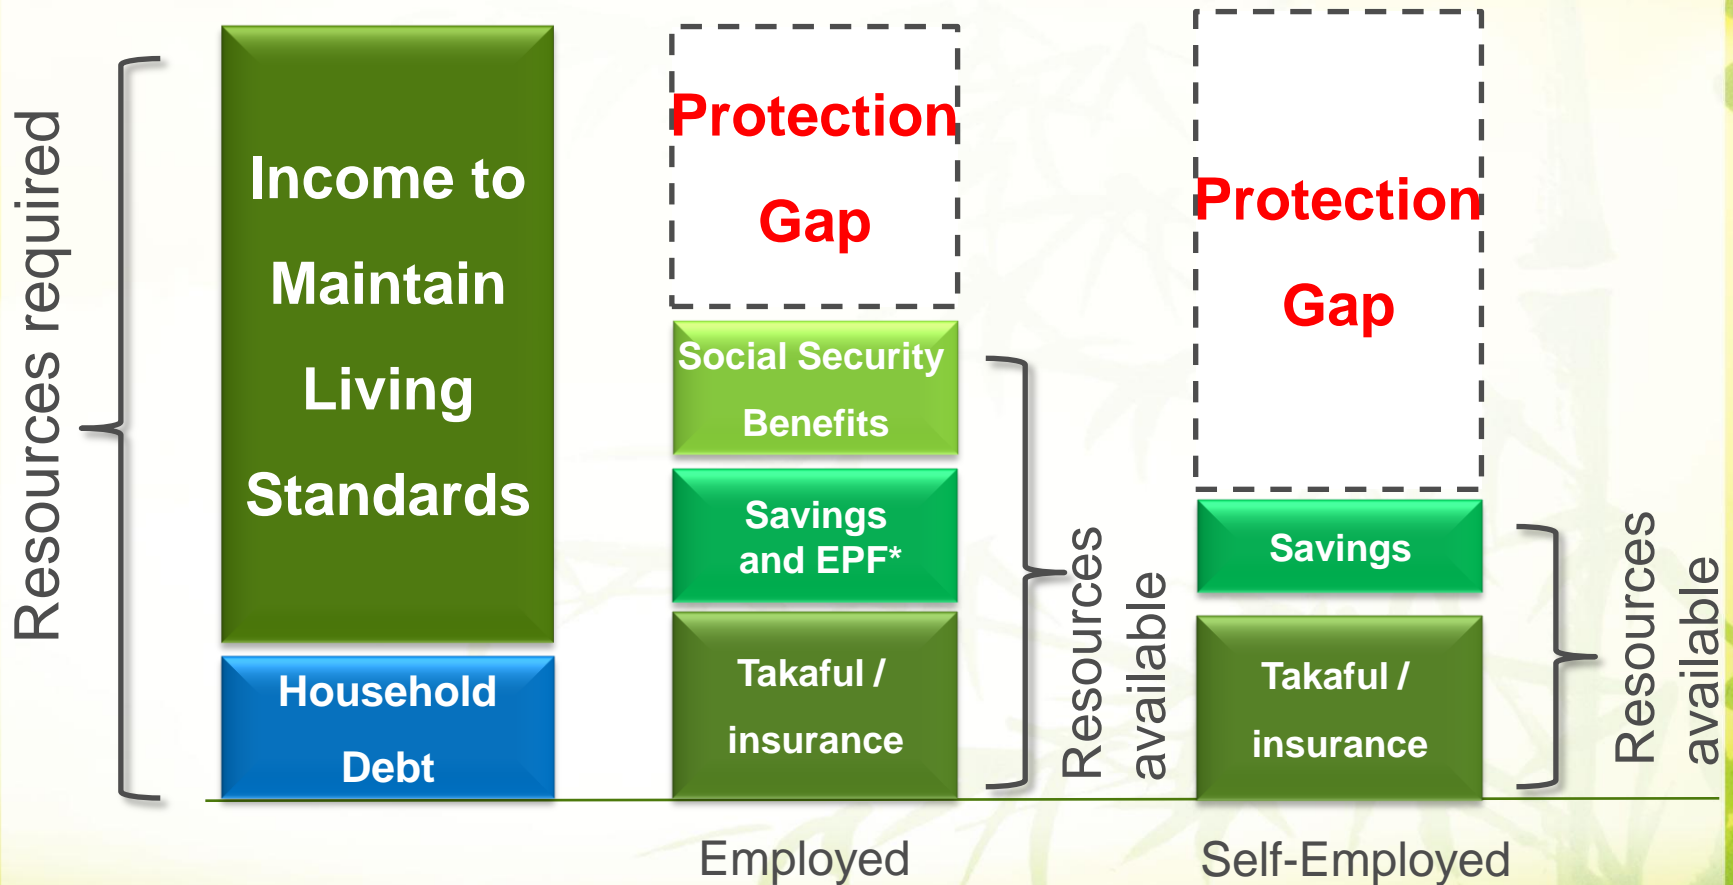 Resources required
Income to
Maintain
Living
Standards
Household
Debt
Protection
Gap
Social Security
Benefits
Savings
and EPF*
Takaful /
insurance
Resources
available
Employed
Protection
Gap
Savings
Takaful /
insurance
Resources
available
Self-Employed